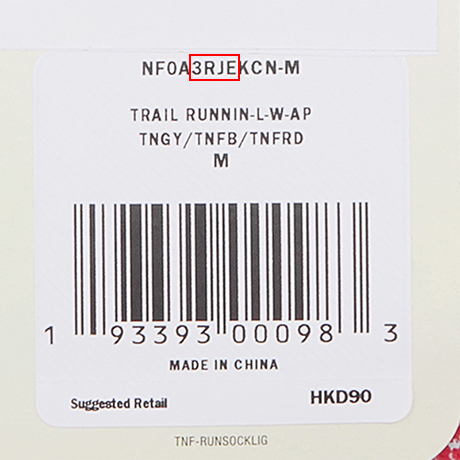 NF0A3RJEKCN-M
TRAIL RUNNIN-L-W-AP
TNGY/TNFB/TNFRD
M
1 93393 00098 3
MADE IN CHINA
Suggested Retail HKD90
TNF-RUNSOCKLIG